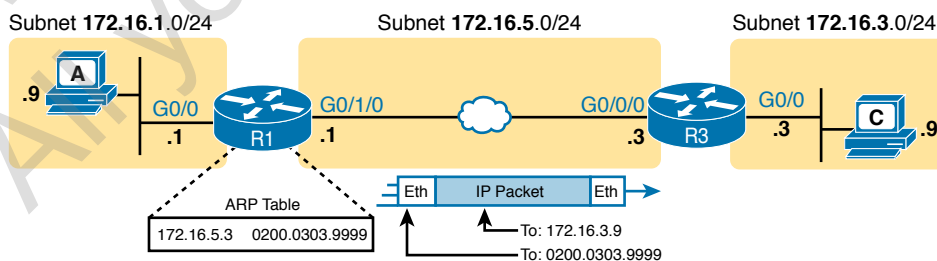 Subnet 172.16.1.0/24
Subnet 172.16.5.0/24
Subnet 172.16.3.0/24
A
.9
G0/0
.1
R1
G0/1/0
.1
G0/0/0
.3
R3
G0/0
.3
C
.9
ARP Table
172.16.5.3 0200.0303.9999
Eth
IP Packet
Eth
To: 172.16.3.9
To: 0200.0303.9999